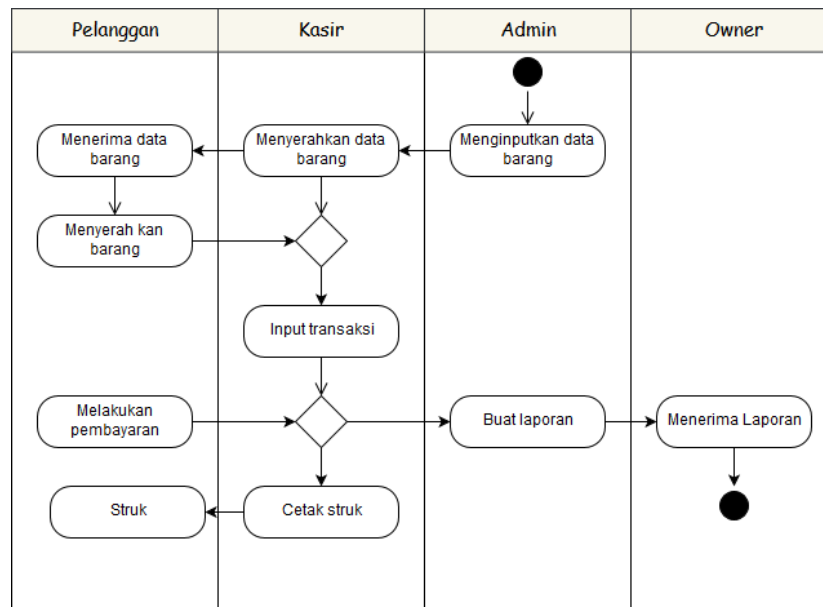 Pelanggan
Kasir
Admin
Owner
Menerima data
barang
Menyerahkan data
barang
Menginputkan data
barang
Menyerah kan
barang
Input transaksi
Melakukan
pembayaran
Buat laporan
Menerima Laporan
Struk
Cetak struk